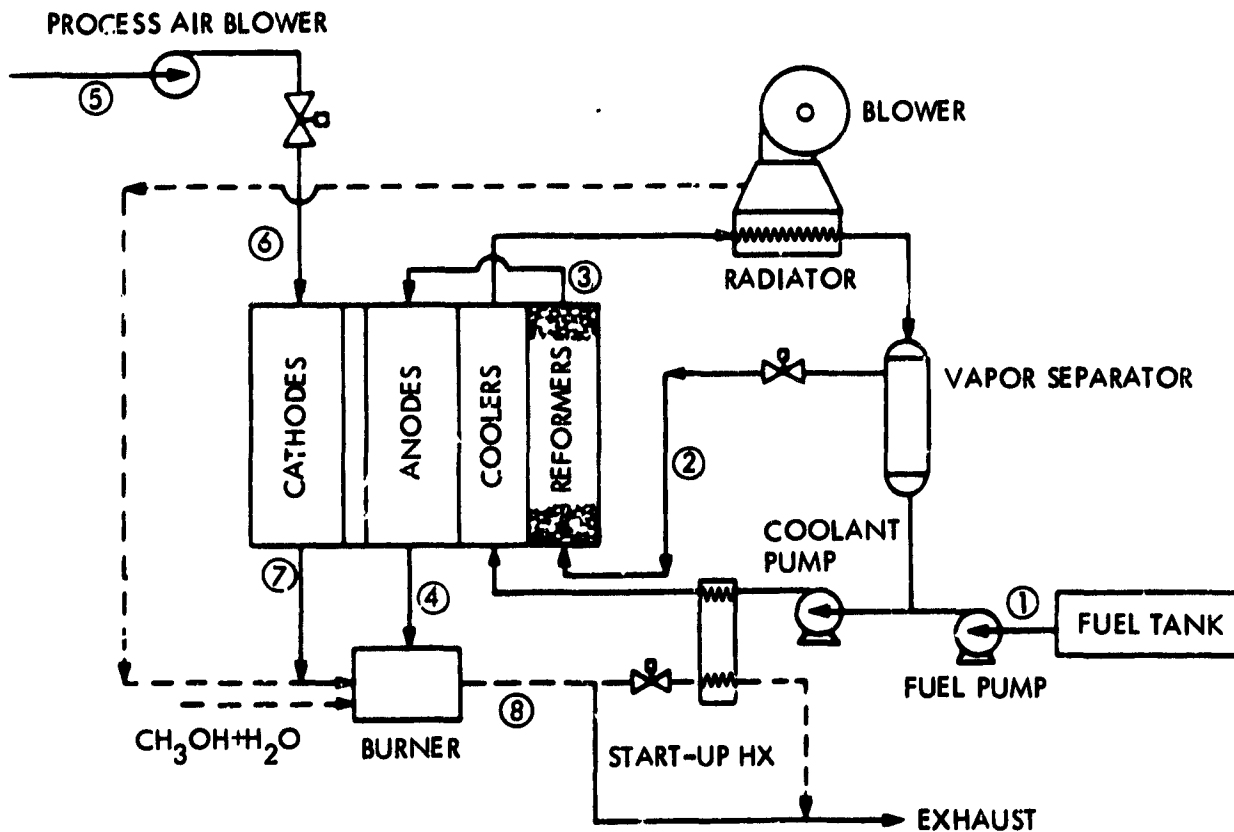 PROCESS AIR BLOWER
⑤
BLOWER
⑥
③
RADIATOR
CATHODES
ANODES
COOLERS
REFORMERS
VAPOR SEPARATOR
②
COOLANT
PUMP
⑦
④
①
FUEL TANK
FUEL PUMP
CH₃OH+H₂O
BURNER
⑧
START-UP HX
EXHAUST